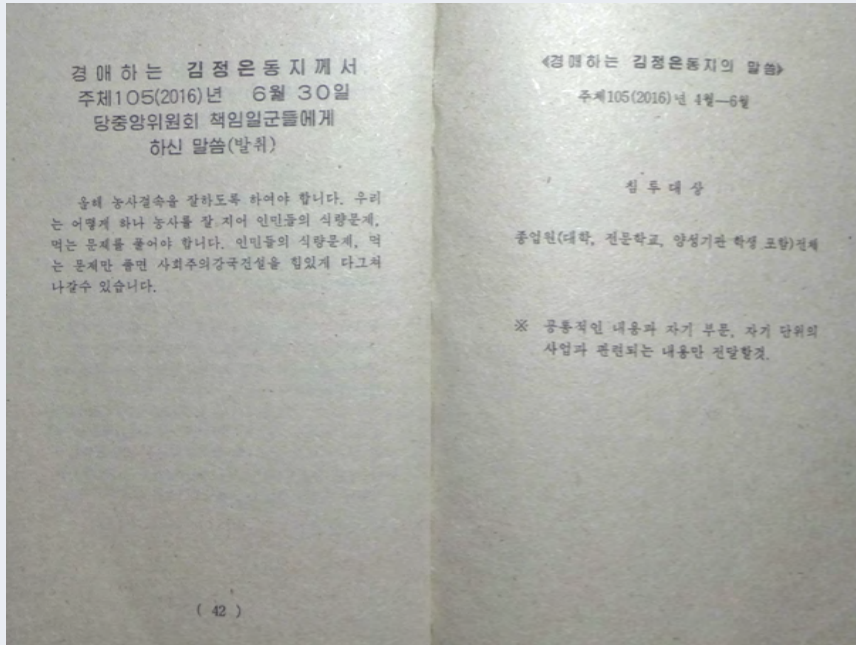 경애하는 김정은동지께서
주체105(2016)년 6월 30일
당중앙위원회 책임일군들에게
하신 말씀(발취)
올해 농사결속을 잘하도록 하여야 합니다. 우리
는 어떻게 하나 농사를 잘 지어 인민들의 식량문제,
먹는 문제를 풀어야 합니다. 인민들의 식량문제, 먹
는 문제만 풀면 사회주의강국건설을 힘있게 다그쳐
나갈수 있습니다.
( 42 )
《경애하는 김정은동지의 말씀》
주체105(2016)년 4월—6월
침투대상
종업원(대학, 전문학교, 양성기관 학생 포함)전체
※ 공통적인 내용과 자기 부문, 자기 단위의
사업과 관련되는 내용만 전달할것.